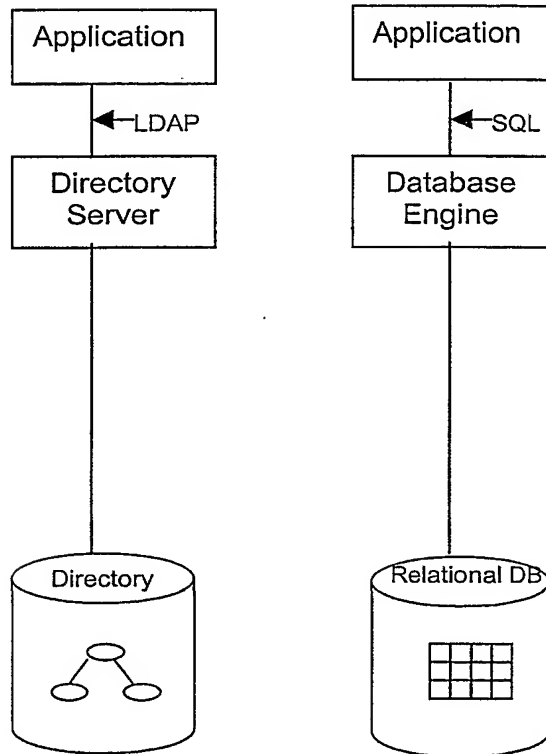 Application
LDAP
Directory
Server
Directory
Application
SQL
Database
Engine
Relational DB